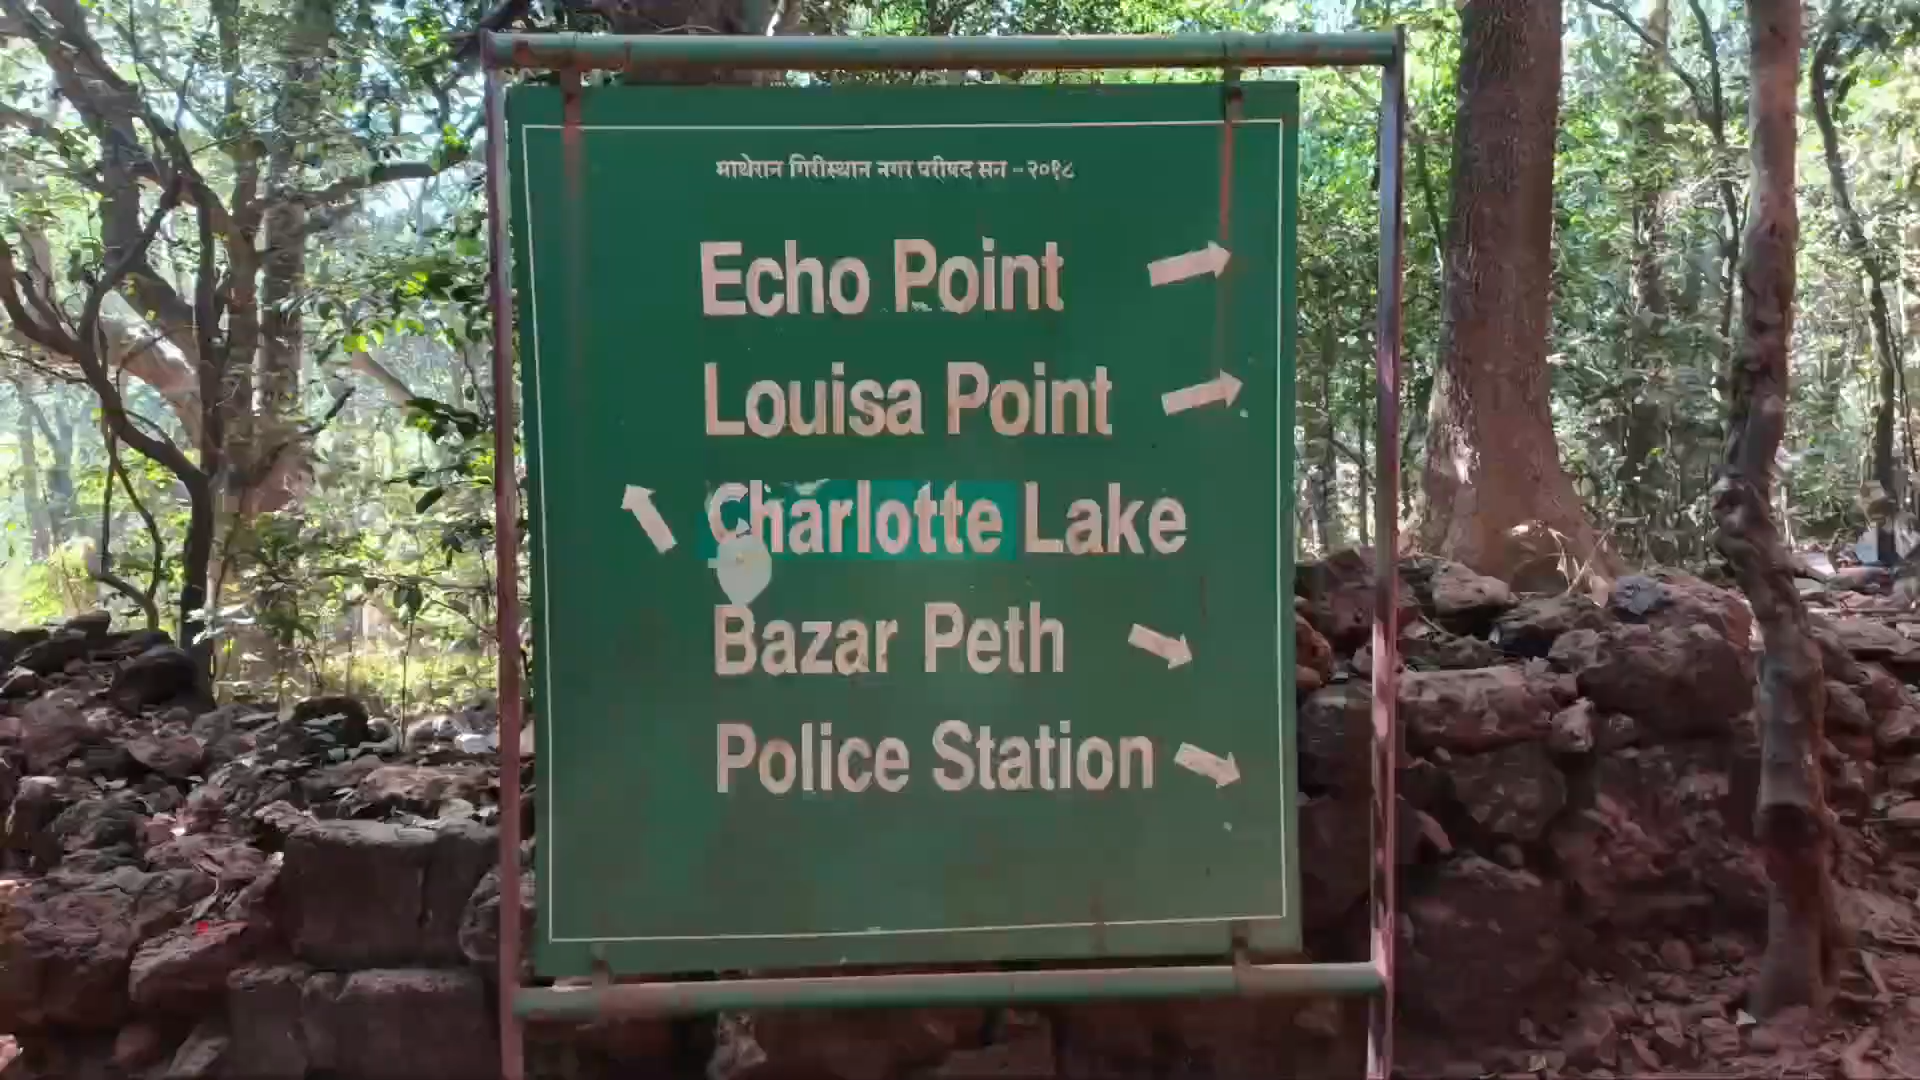 माथेरान गिरीस्थान नगर परीषद सन - २०१८
Echo Point
Louisa Point
Charlotte Lake
Bazar Peth
Police Station